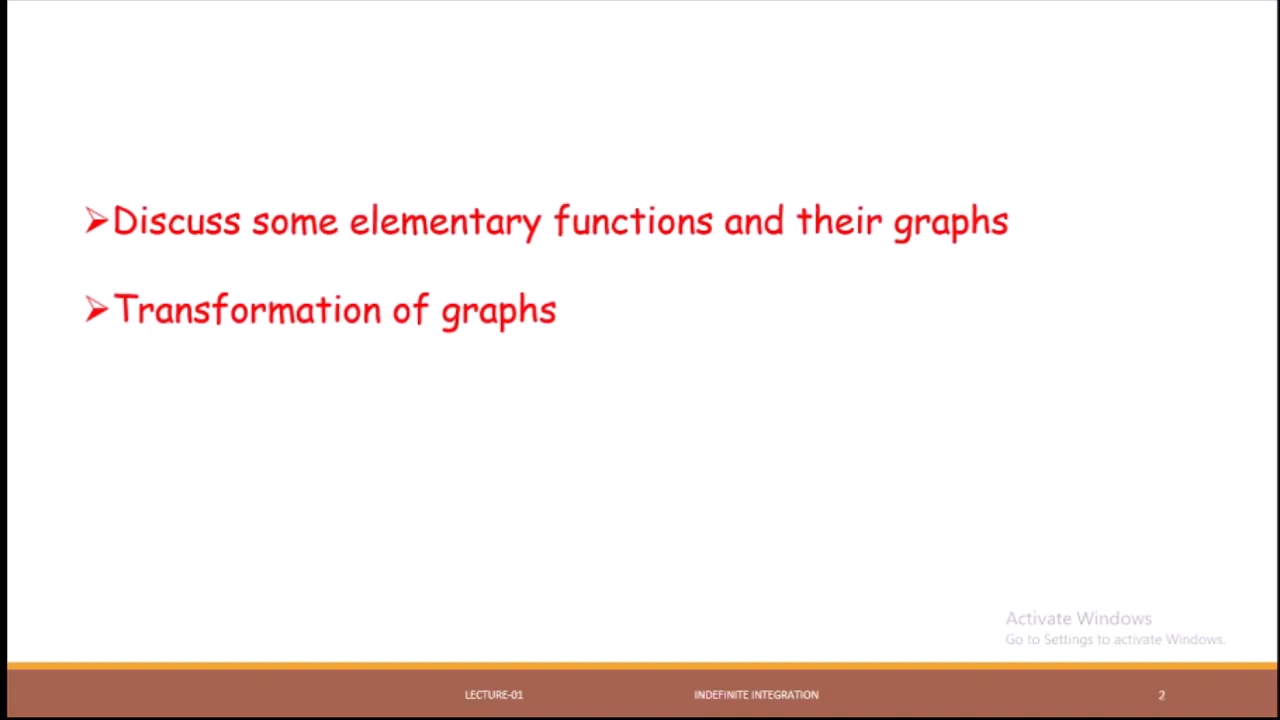 ➢Discuss some elementary functions and their graphs
➢Transformation of graphs
Activate Windows
Go to Settings to activate Windows.
LECTURE-01 INDEFINITE INTEGRATION 2